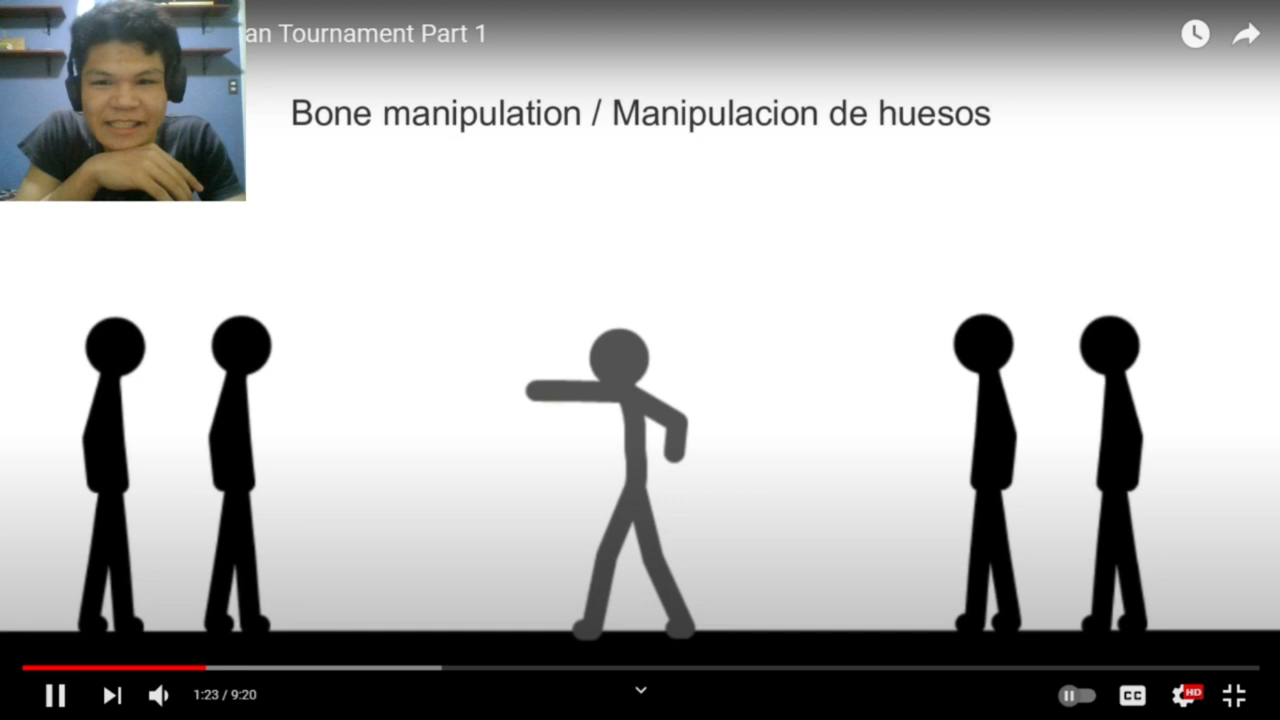 an Tournament Part 1
Bone manipulation / Manipulacion de huesos
1:23 / 9:20
CC
HD